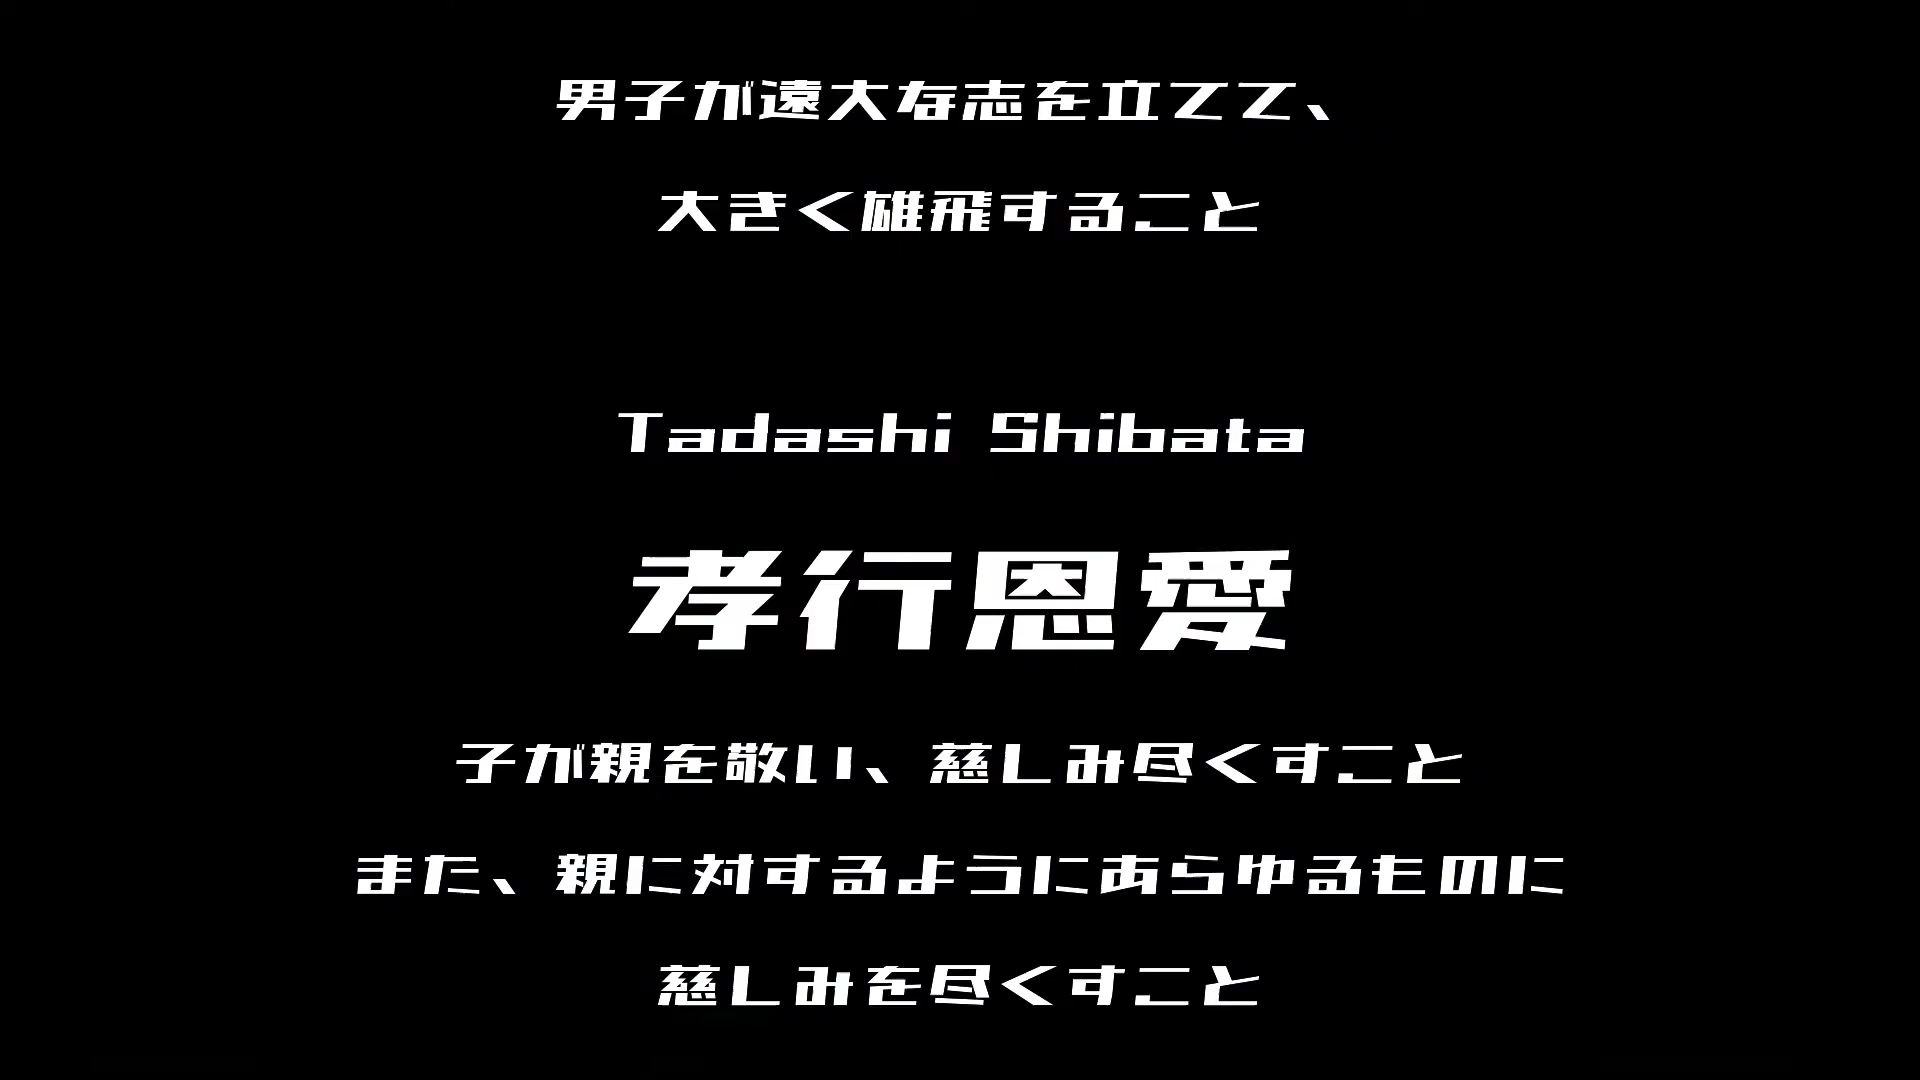 男子が遠大な志を立てて、
大きく雄飛すること
Tadashi Shibata
孝行恩愛
子が親を敬い、慈しみ尽くすこと
また、親に対するようにあらゆるものに
慈しみを尽くすこと